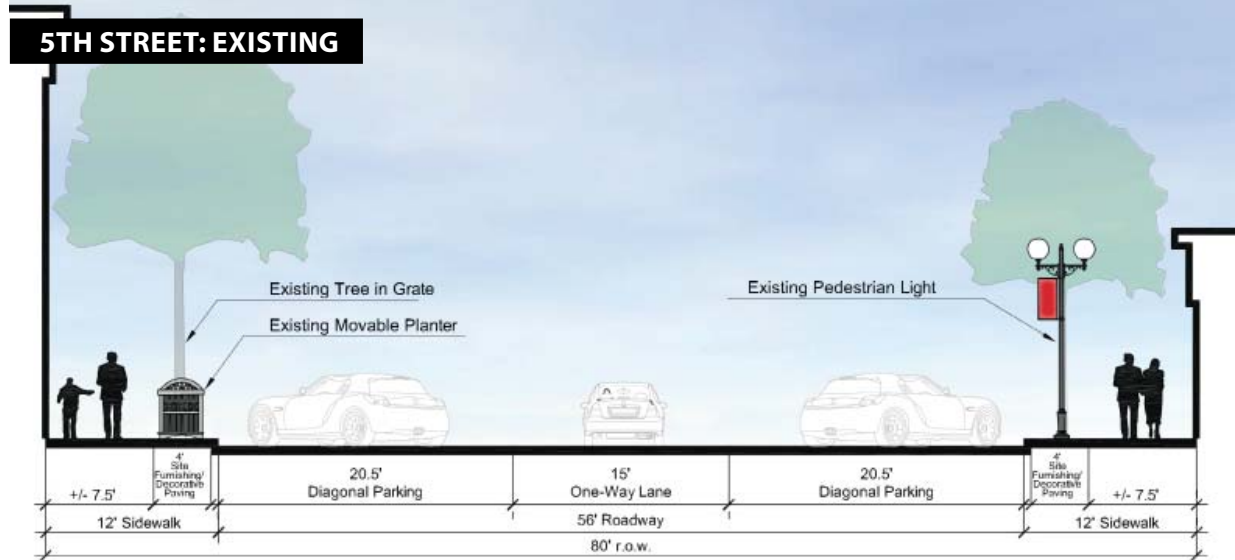 5TH STREET: EXISTING
Existing Tree in Grate
Existing Movable Planter
Existing Pedestrian Light
+/- 7.5'
4'
Site
Furnishing/
Decorative
Paving
20.5'
Diagonal Parking
15'
One-Way Lane
20.5'
Diagonal Parking
4'
Site
Furnishing/
Decorative
Paving
+/- 7.5'
12' Sidewalk
56' Roadway
12' Sidewalk
80' r.o.w.